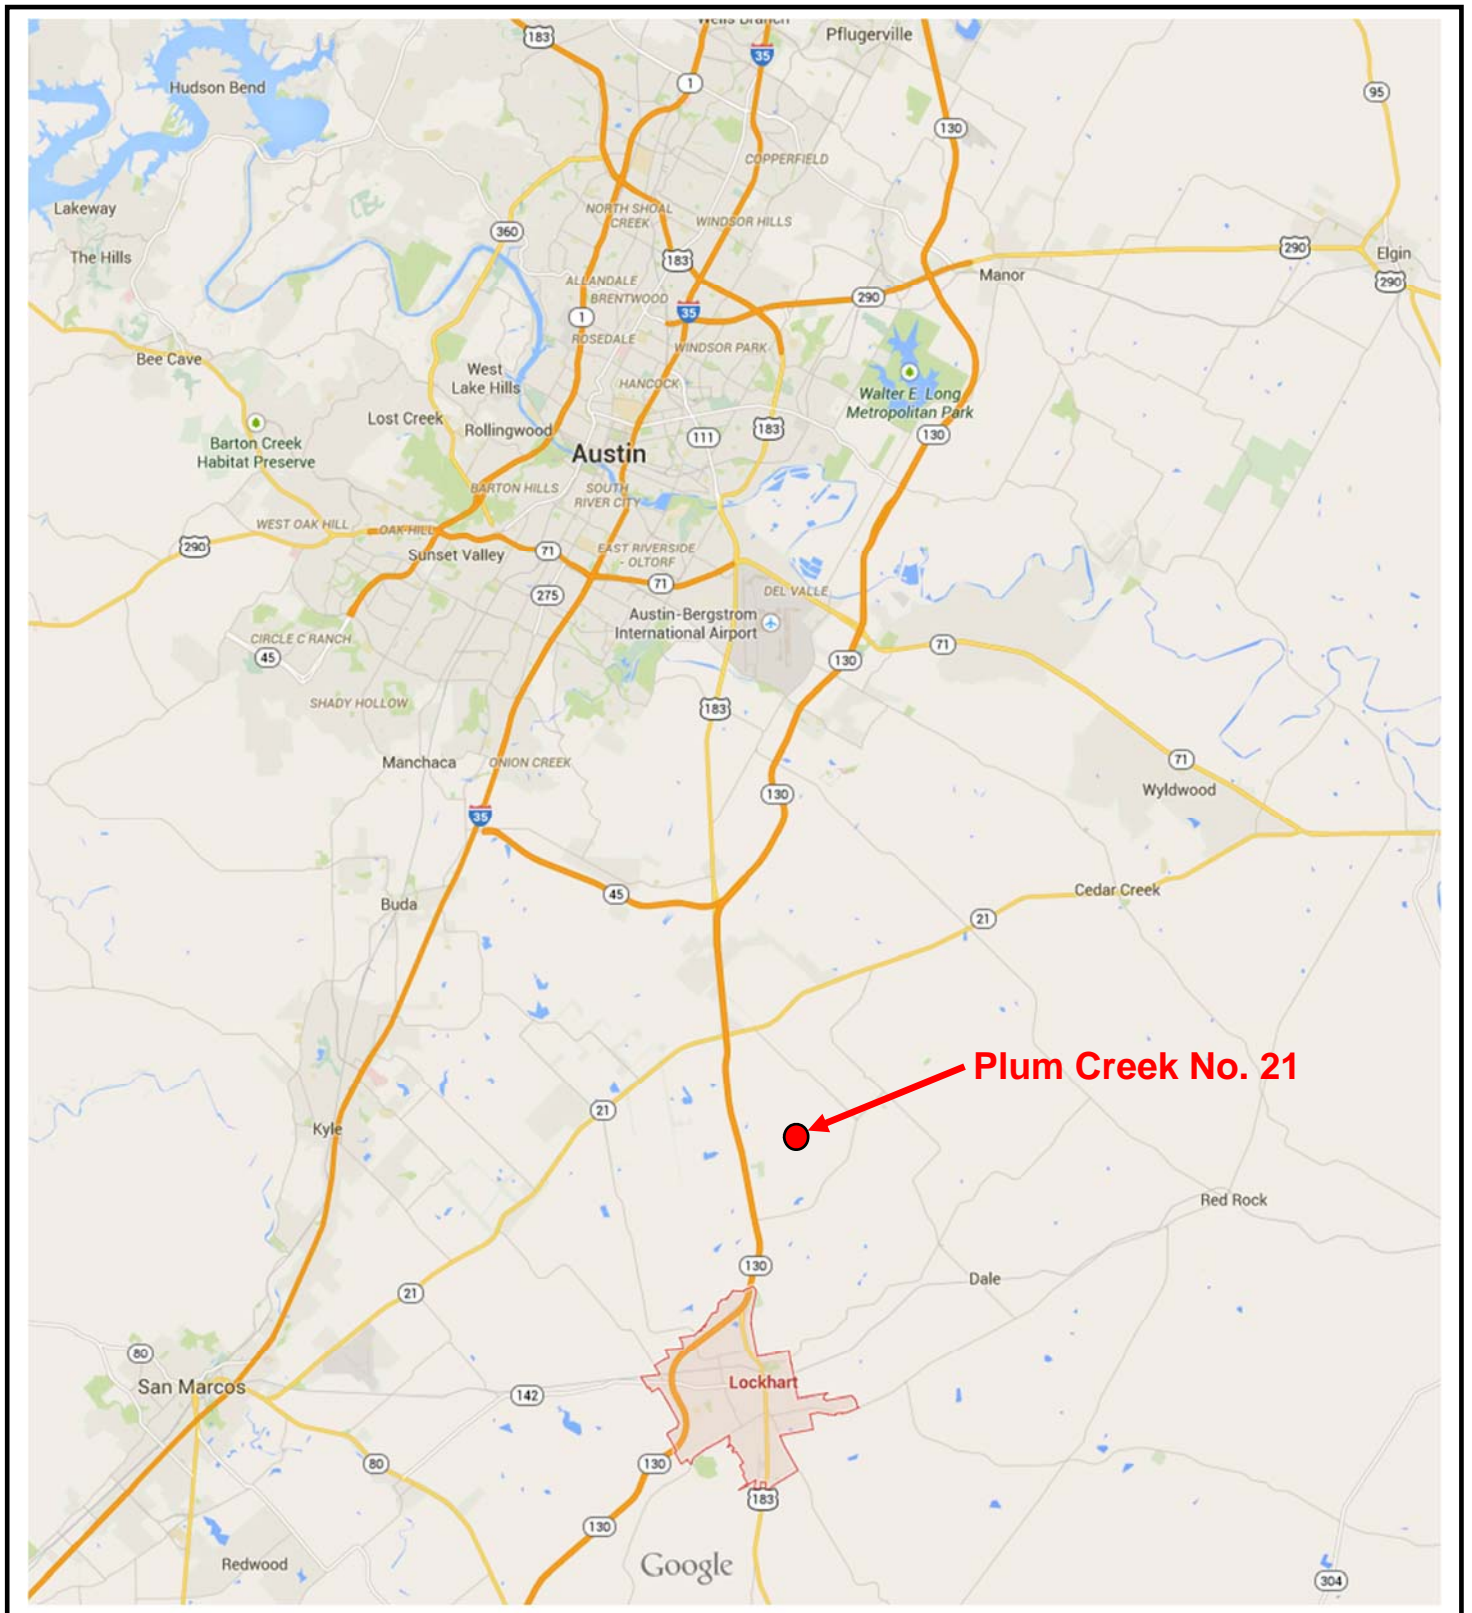 Wells Branch
Pflugerville
183
35
1
95
Hudson Bend
130
COPPERFIELD
Lakeway
NORTH SHOAL
CREEK
WINDSOR HILLS
360
The Hills
183
290
Elgin
Manor
290
ALLANDALE
BRENTWOOD
290
35
1
ROSEDALE
WINDSOR PARK
Bee Cave
West
Lake Hills
HANCOCK
Walter E Long
Metropolitan Park
Lost Creek
Rollingwood
183
111
130
Barton Creek
Habitat Preserve
Austin
BARTON HILLS
SOUTH
RIVER CITY
WEST OAK HILL
OAK HILL
290
Sunset Valley
71
EAST RIVERSIDE
- OLTORF
71
275
DEL VALLE
Austin-Bergstrom
International Airport
CIRCLE C RANCH
45
130
71
SHADY HOLLOW
183
Manchaca
ONION CREEK
71
Wyldwood
130
35
45
Cedar Creek
Buda
21
Plum Creek No. 21
21
Kyle
Red Rock
130
Dale
21
80
San Marcos
142
Lockhart
80
130
183
130
Redwood
Google
304